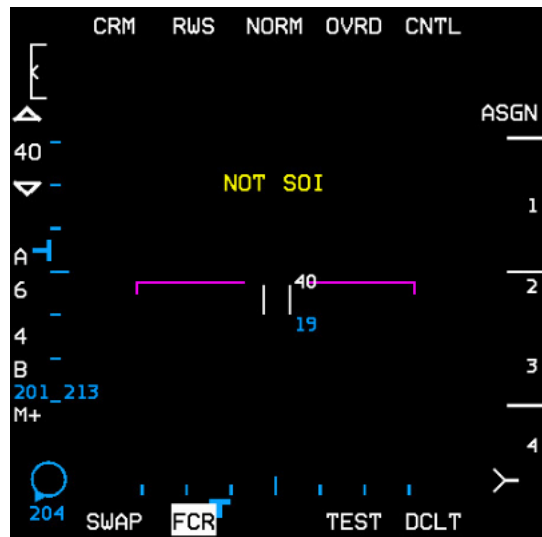 CRM RWS NORM OVRD CNTL
ASGN
40
NOT SOI
1
A
40
6
2
19
4
B
3
201_213
M+
4
204
SWAP FCR TEST DCLT